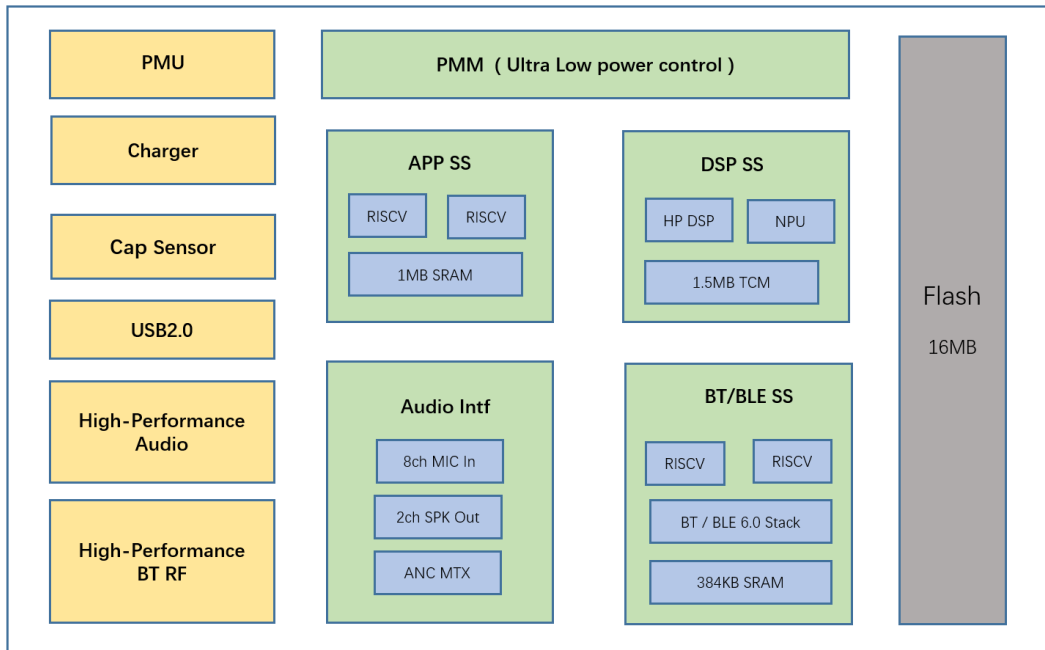 PMU
Charger
Cap Sensor
USB2.0
High-Performance
Audio
High-Performance
BT RF
PMM ( Ultra Low power control )
APP SS
RISCV
RISCV
1MB SRAM
DSP SS
HP DSP
NPU
1.5MB TCM
Audio Intf
8ch MIC In
2ch SPK Out
ANC MTX
BT/BLE SS
RISCV
RISCV
BT / BLE 6.0 Stack
384KB SRAM
Flash
16MB